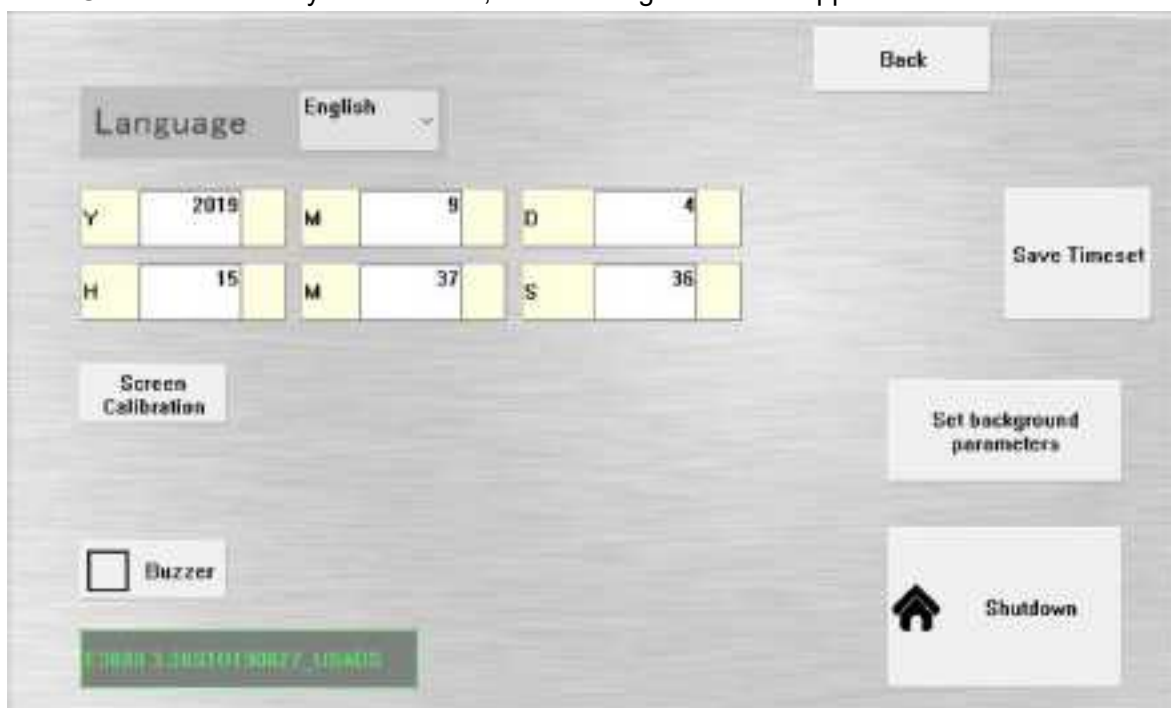 Back
Language
English
Y 2019 M 9 D 4
H 15 M 37 S 36
Save Timeset
Screen
Calibration
Set background
parameters
Buzzer
Shutdown